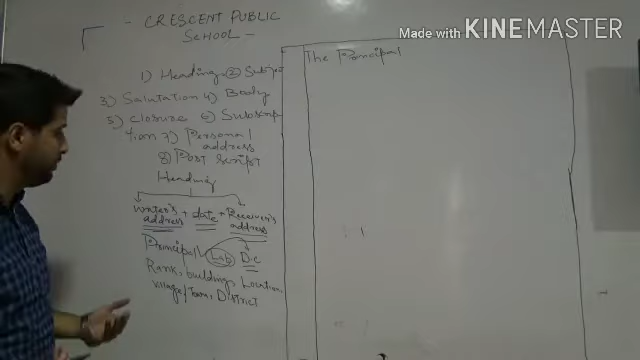 - CRESCENT PUBLIC
SCHOOL -
Made with KINEMASTER
The Principal
1) Heading 2) Subject
3) Salutation 4) Body
5) Closure 6) Subscrip
tion 7) Personal
address
8) Post script
Heading
Writer's + date + Receiver's
address address
Principal D.C
Rank, building, Location,
Village/Town, District